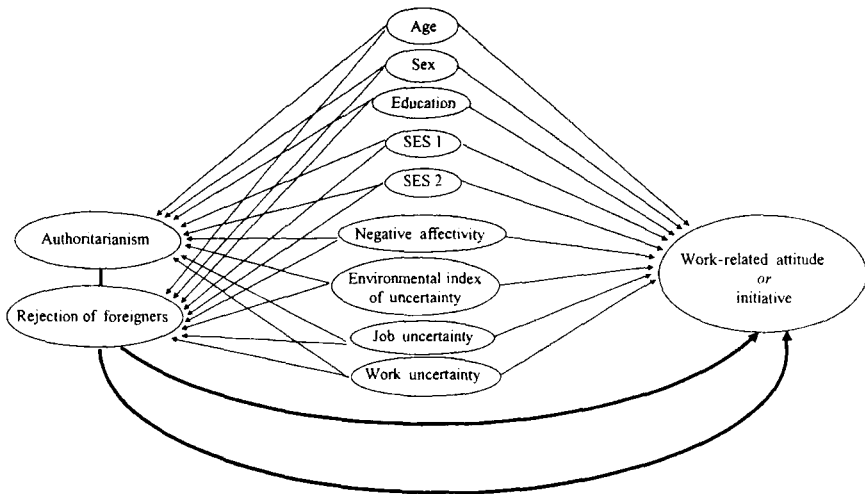 Age
Sex
Education
SES 1
SES 2
Negative affectivity
Authoritarianism
Environmental index
of uncertainty
Work-related attitude
or
initiative
Rejection of foreigners
Job uncertainty
Work uncertainty